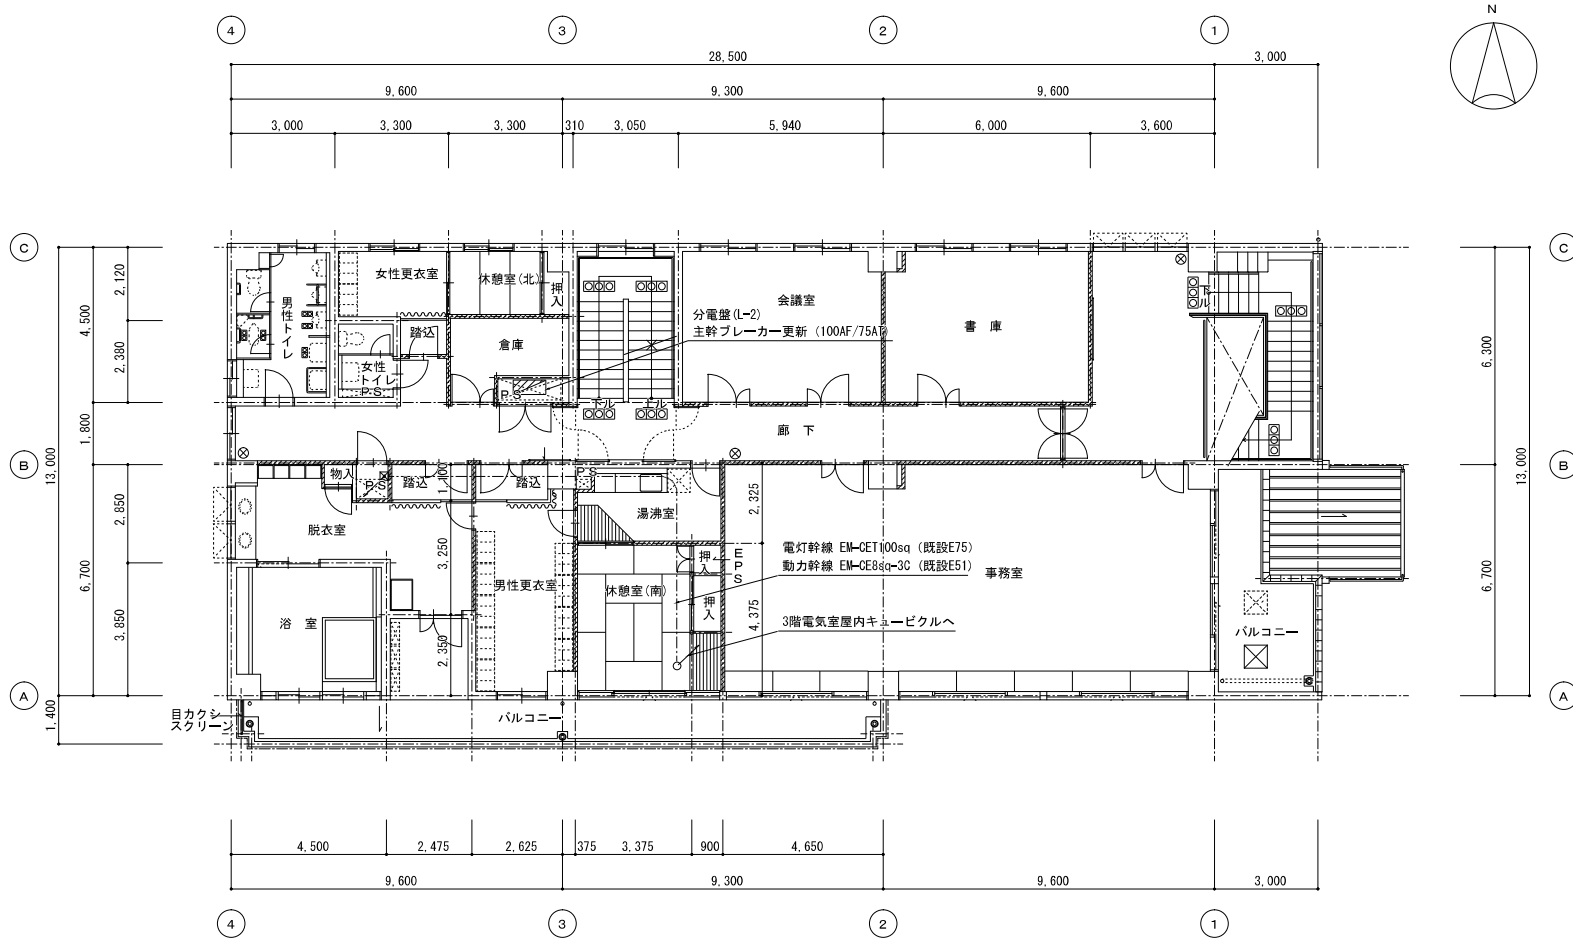 N
4
3
2
1
28,500
3,000
9,600
9,300
9,600
3,000
3,300
3,300
310
3,050
5,940
6,000
3,600
C
C
B
B
A
A
2,120
4,500
2,380
1,800
13,000
2,850
6,700
3,850
1,400
6,300
13,000
6,700
女性更衣室
休憩室(北)
押入
男性トイレ
踏込
倉庫
女性
トイレ
PS
PS
会議室
分電盤(L-2)
主幹ブレーカー更新 (100AF/75AT)
書 庫
下ル
下ル
上ル
廊 下
物入
PS
踏込
1,100
踏込
PS
2,325
脱衣室
湯沸室
3,250
押入
EPS
電灯幹線 EM-CET100sq (既設E75)
動力幹線 EM-CE8sq-3C (既設E51)
事務室
男性更衣室
休憩室(南)
押入
4,375
浴 室
3階電気室屋内キュービクルへ
バルコニー
2,350
目カクシ
スクリーン
バルコニー
4,500
2,475
2,625
375
3,375
900
4,650
9,600
9,300
9,600
3,000
4
3
2
1